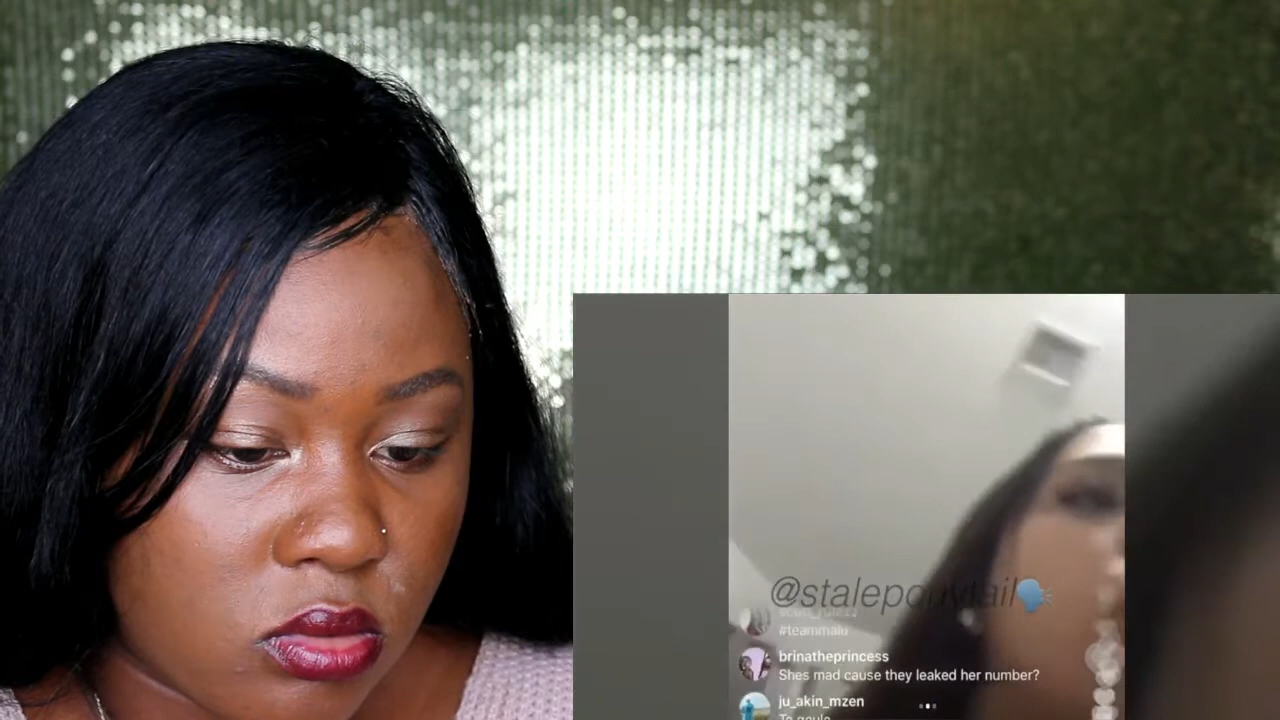 @staleponytail
#teammalu
brinatheprincess
Shes mad cause they leaked her number?
ju_akin_mzen